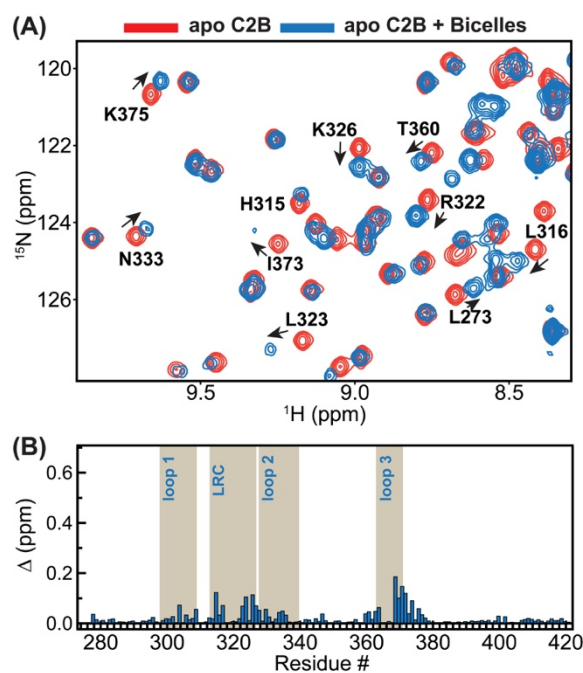 apo C2B apo C2B + Bicelles
(A)
120
122
124
126
15N (ppm)
K375
K326
T360
H315
R322
L316
N333
I373
L273
L323
9.5 9.0 8.5
1H (ppm)
(B)
0.6
0.4
0.2
0.0
Δ (ppm)
loop 1
LRC
loop 2
loop 3
280 300 320 340 360 380 400 420
Residue #